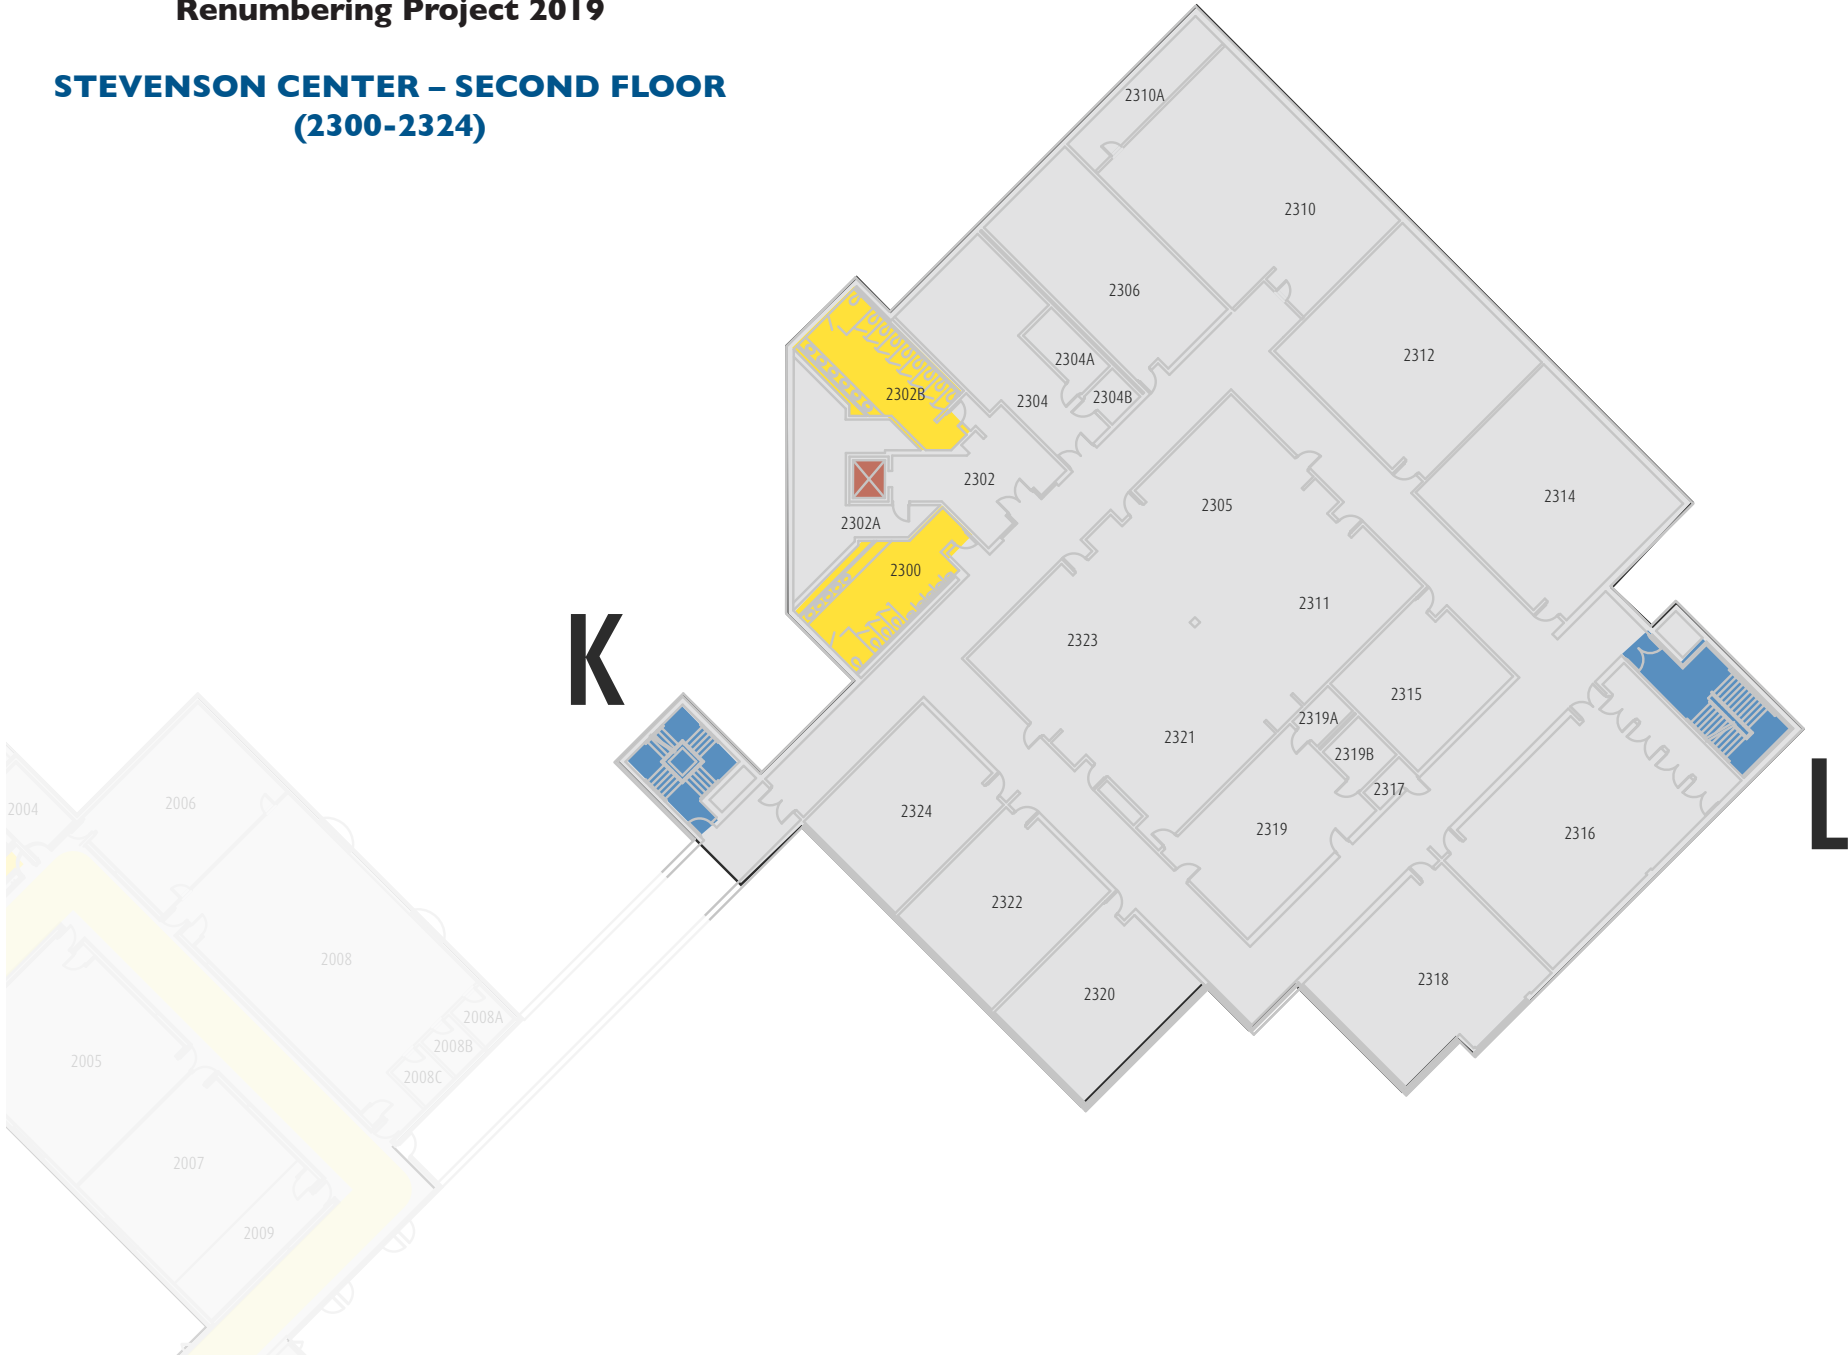 Renumbering Project 2019
STEVENSON CENTER – SECOND FLOOR
(2300-2324)
2310A
2310
2306
2312
2304A
2302B
2304B
2304
2302
2314
2305
2302A
2300
2311
K
2323
2315
2319A
2321
2319B
2317
2004
2006
2324
2319
2316
L
2322
2008
2318
2320
2008A
2008B
2005
2008C
2007
2009